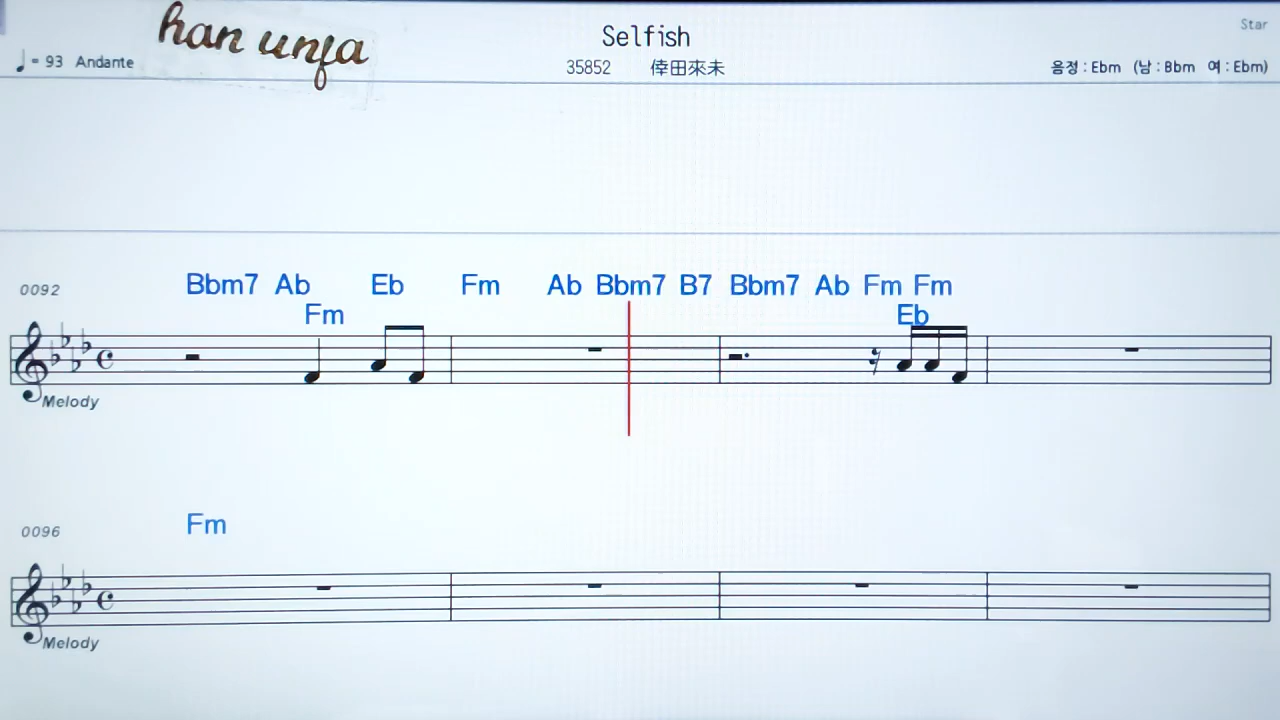 han unfa
Selfish
Star
♩= 93 Andante
35852 倖田來未
음정 : Ebm (남 : Bbm 여 : Ebm)
0092
Bbm7 Ab Eb Fm Ab Bbm7 B7 Bbm7 Ab Fm Fm
Fm Eb
Melody
0096
Fm
Melody